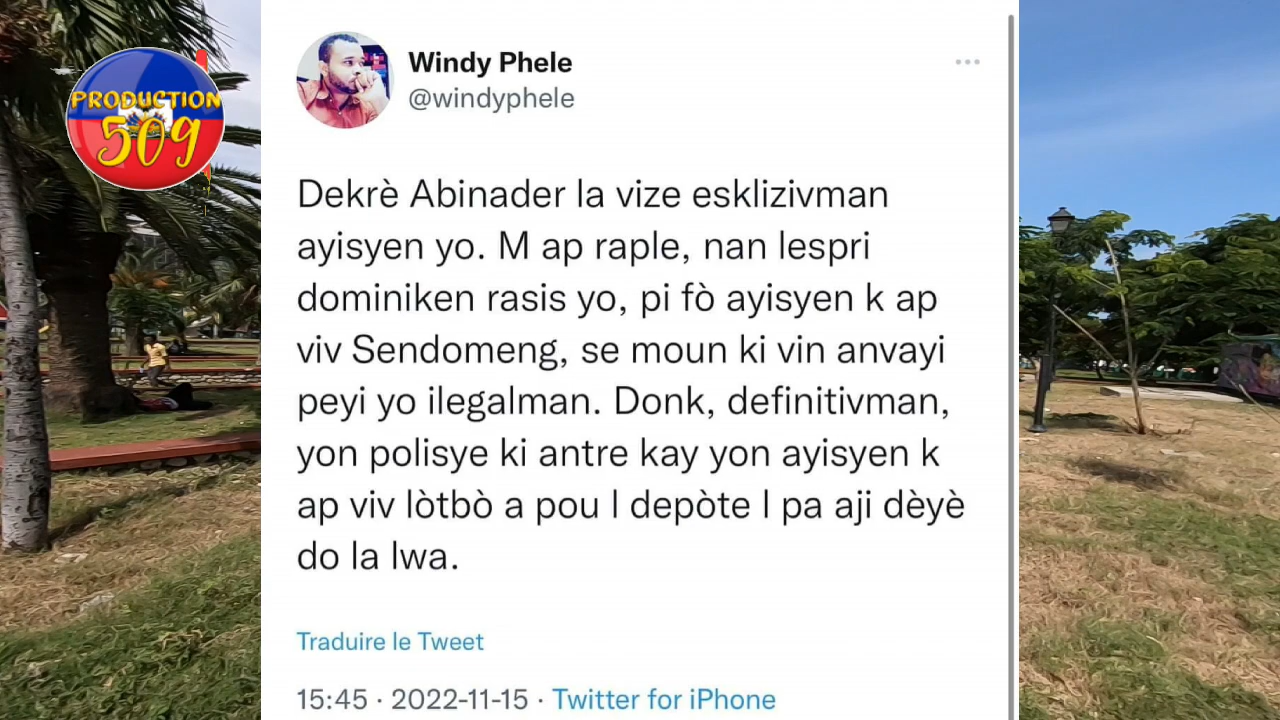 PRODUCTION
509
Windy Phele
@windyphele
Dekrè Abinader la vize esklizivman
ayisyen yo. M ap raple, nan lespri
dominiken rasis yo, pi fò ayisyen k ap
viv Sendomeng, se moun ki vin anvayi
peyi yo ilegalman. Donk, definitivman,
yon polisye ki antre kay yon ayisyen k
ap viv lòtbò a pou l depòte l pa aji dèyè
do la lwa.
Traduire le Tweet
15:45 · 2022-11-15 · Twitter for iPhone